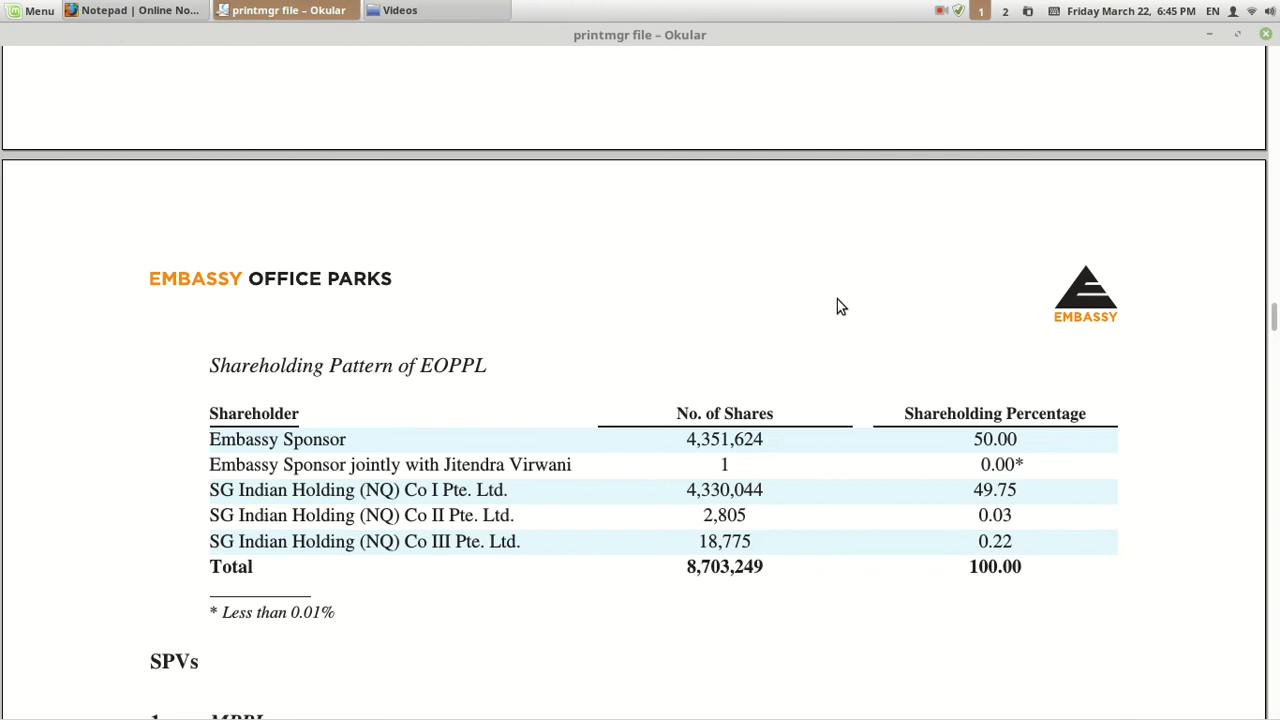 Menu Notepad | Online No... printmgr file – Okular Videos 1 2 Friday March 22, 6:45 PM EN
printmgr file – Okular
EMBASSY OFFICE PARKS
EMBASSY
Shareholding Pattern of EOPPL
Shareholder No. of Shares Shareholding Percentage
Embassy Sponsor 4,351,624 50.00
Embassy Sponsor jointly with Jitendra Virwani 1 0.00*
SG Indian Holding (NQ) Co I Pte. Ltd. 4,330,044 49.75
SG Indian Holding (NQ) Co II Pte. Ltd. 2,805 0.03
SG Indian Holding (NQ) Co III Pte. Ltd. 18,775 0.22
Total 8,703,249 100.00
* Less than 0.01%
SPVs
1. MPPL